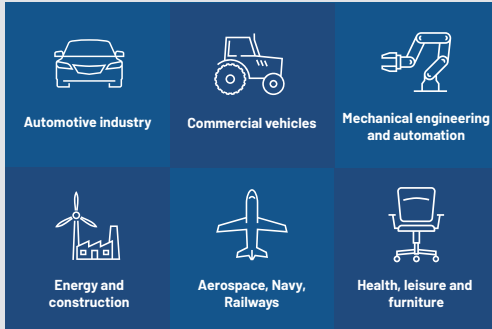 Automotive industry
Commercial vehicles
Mechanical engineering
and automation
Energy and
construction
Aerospace, Navy,
Railways
Health, leisure and
furniture